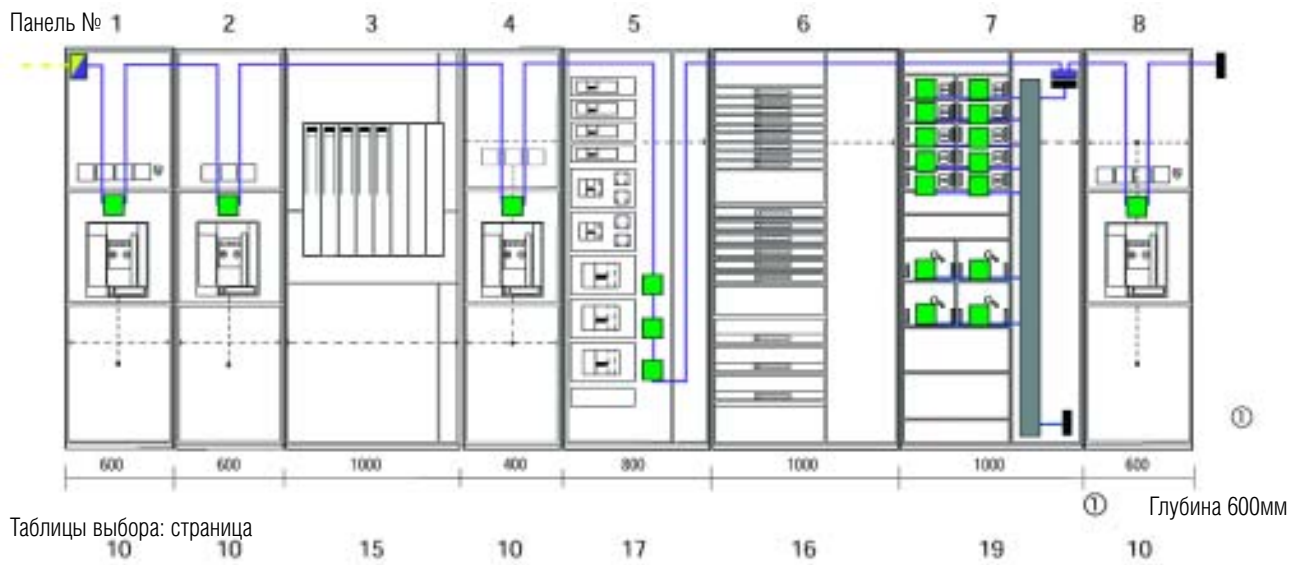 Панель № 1 2 3 4 5 6 7 8
①
600 600 1000 400 800 1000 1000 600
① Глубина 600мм
Таблицы выбора: страница
10 10 15 10 17 16 19 10